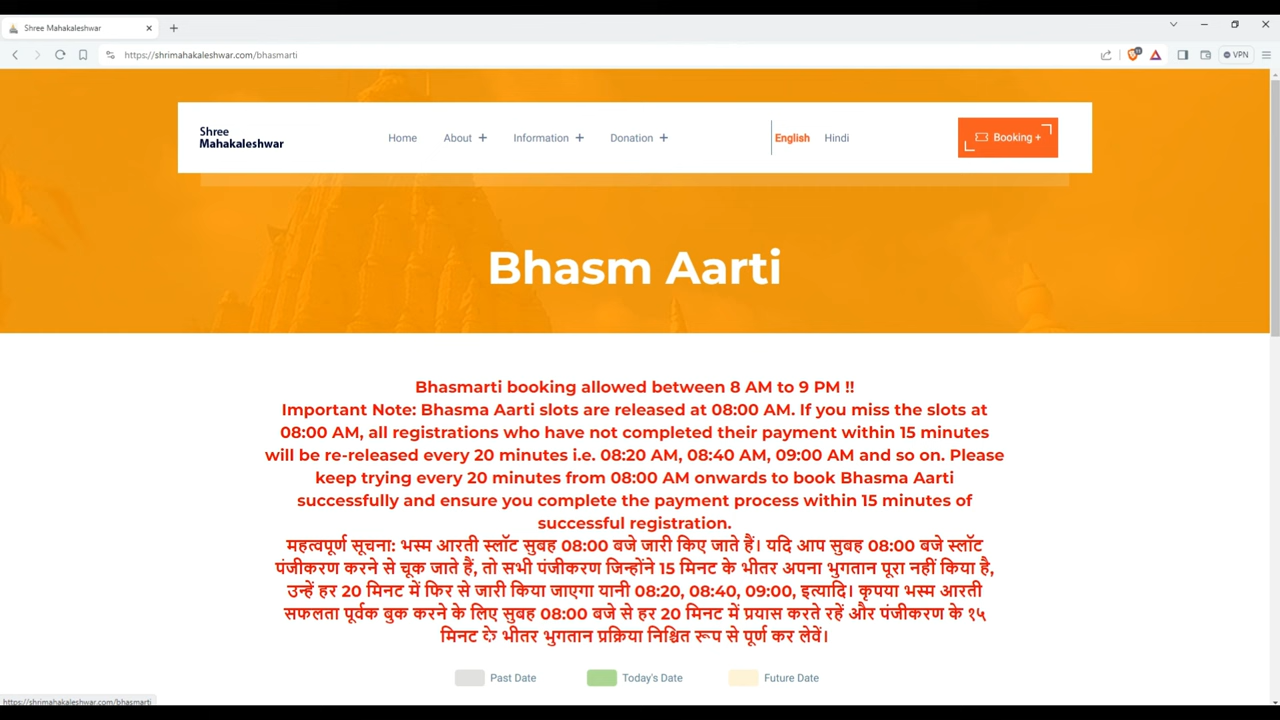 Shree Mahakaleshwar
https://shrimahakaleshwar.com/bhasmarti
VPN
Shree
Mahakaleshwar
Home
About +
Information +
Donation +
English
Hindi
Booking +
Bhasm Aarti
Bhasmarti booking allowed between 8 AM to 9 PM !!
Important Note: Bhasma Aarti slots are released at 08:00 AM. If you miss the slots at
08:00 AM, all registrations who have not completed their payment within 15 minutes
will be re-released every 20 minutes i.e. 08:20 AM, 08:40 AM, 09:00 AM and so on. Please
keep trying every 20 minutes from 08:00 AM onwards to book Bhasma Aarti
successfully and ensure you complete the payment process within 15 minutes of
successful registration.
महत्वपूर्ण सूचना: भस्म आरती स्लॉट सुबह 08:00 बजे जारी किए जाते हैं। यदि आप सुबह 08:00 बजे स्लॉट
पंजीकरण करने से चूक जाते हैं, तो सभी पंजीकरण जिन्होंने 15 मिनट के भीतर अपना भुगतान पूरा नहीं किया है,
उन्हें हर 20 मिनट में फिर से जारी किया जाएगा यानी 08:20, 08:40, 09:00, इत्यादि। कृपया भस्म आरती
सफलता पूर्वक बुक करने के लिए सुबह 08:00 बजे से हर 20 मिनट में प्रयास करते रहें और पंजीकरण के १५
मिनट के भीतर भुगतान प्रक्रिया निश्चित रूप से पूर्ण कर लेवें।
Past Date
Today's Date
Future Date
https://shrimahakaleshwar.com/bhasmarti